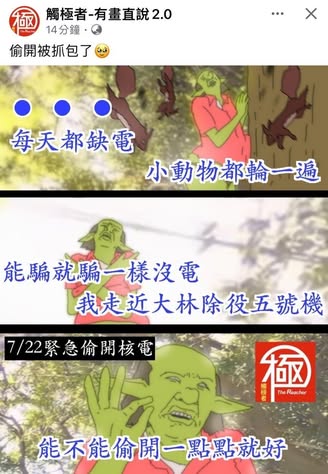 觸極者-有畫直說2.0
14分鐘
偷開被抓包了🥹
每天都缺電
小動物都輪一遍
能騙就騙一樣沒電
我走近大林除役五號機
7/22緊急偷開核電
極
觸極者
The Reacher
能不能偷開一點點就好